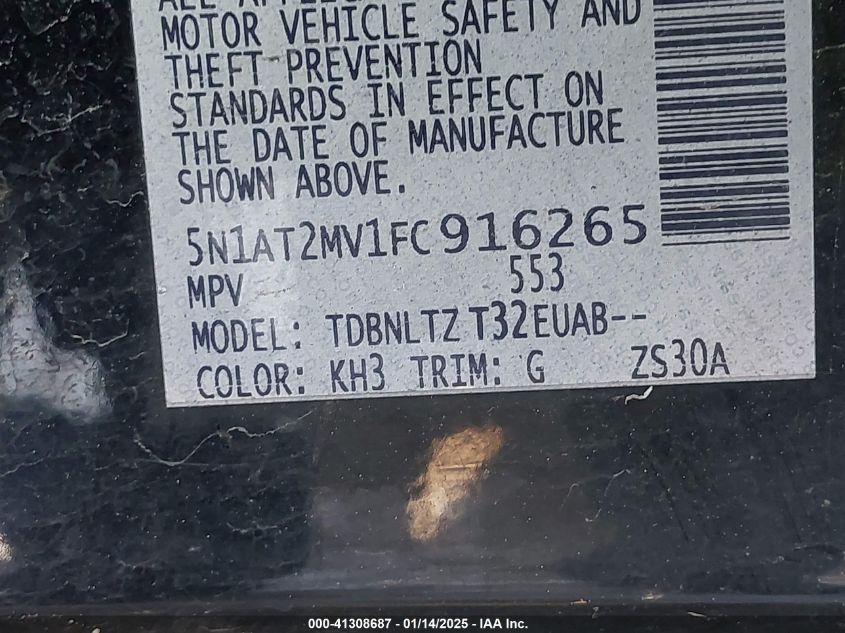 MOTOR VEHICLE SAFETY AND
THEFT PREVENTION
STANDARDS IN EFFECT ON
THE DATE OF MANUFACTURE
SHOWN ABOVE.
5N1AT2MV1FC916265
MPV 553
MODEL: TDBNLTZ T32EUAB--
COLOR: KH3 TRIM: G ZS30A
000-41308687 - 01/14/2025 - IAA Inc.